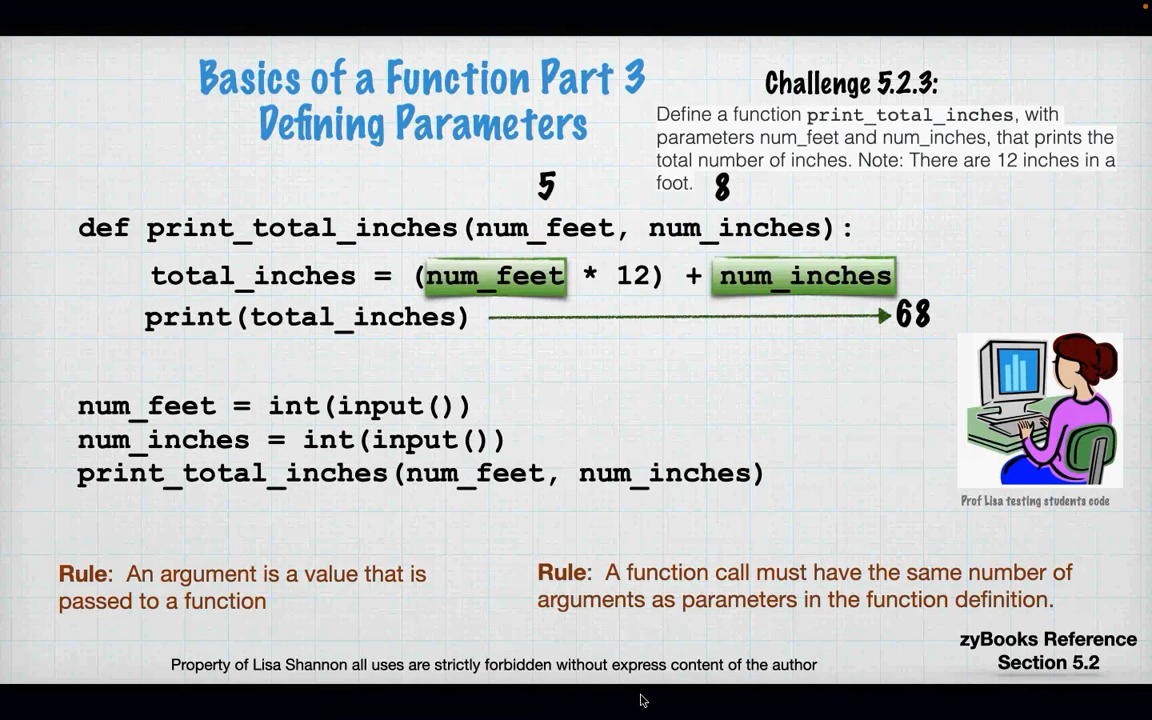 Basics of a Function Part 3
Defining Parameters
Challenge 5.2.3:
Define a function print_total_inches, with
parameters num_feet and num_inches, that prints the
total number of inches. Note: There are 12 inches in a
foot.
5 8
def print_total_inches(num_feet, num_inches):
total_inches = (num_feet * 12) + num_inches
print(total_inches) 68
num_feet = int(input())
num_inches = int(input())
print_total_inches(num_feet, num_inches)
Prof Lisa testing students code
Rule: An argument is a value that is
passed to a function
Rule: A function call must have the same number of
arguments as parameters in the function definition.
zyBooks Reference
Section 5.2
Property of Lisa Shannon all uses are strictly forbidden without express content of the author